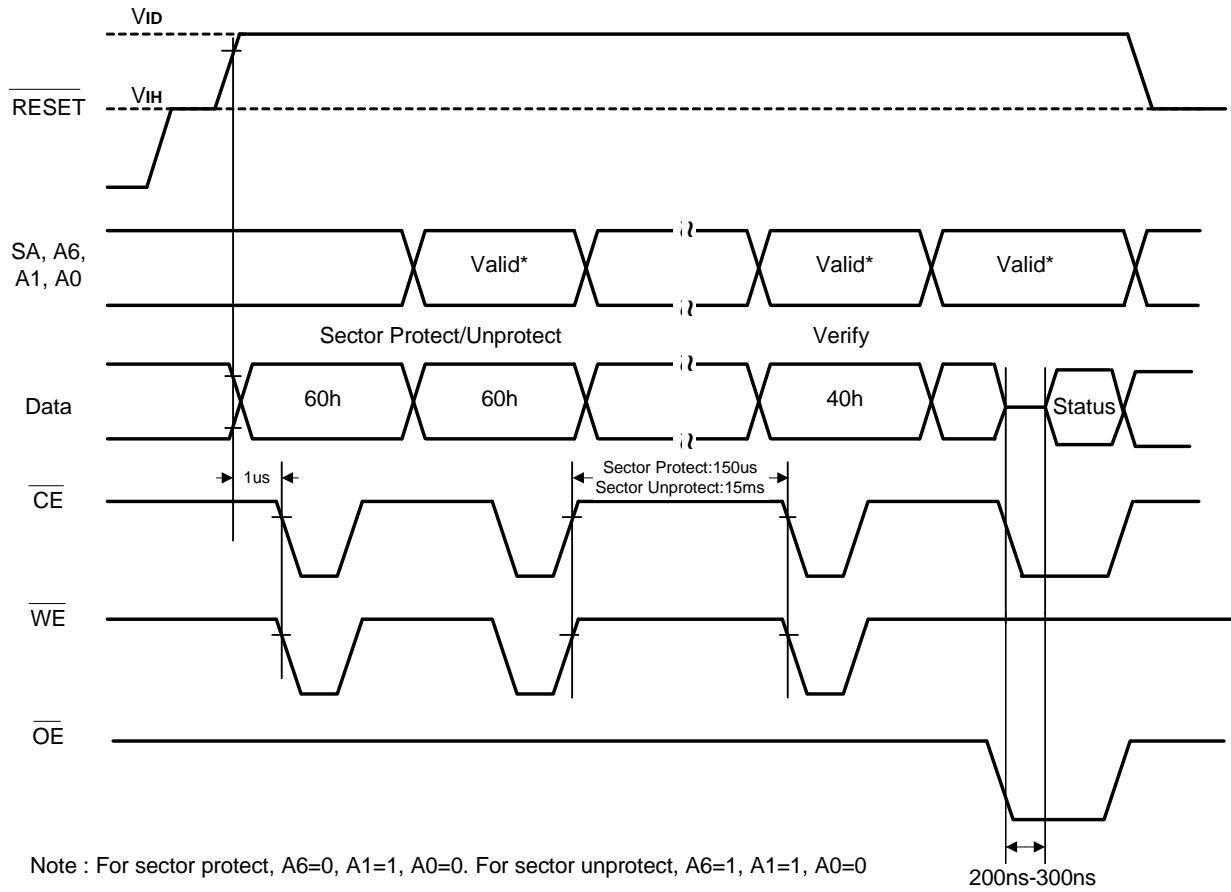 VID
VIH
RESET
SA, A6,
A1, A0
Valid*
Valid*
Valid*
Sector Protect/Unprotect
Verify
Data
60h
60h
40h
Status
1us
Sector Protect:150us
Sector Unprotect:15ms
CE
WE
OE
Note : For sector protect, A6=0, A1=1, A0=0. For sector unprotect, A6=1, A1=1, A0=0
200ns-300ns